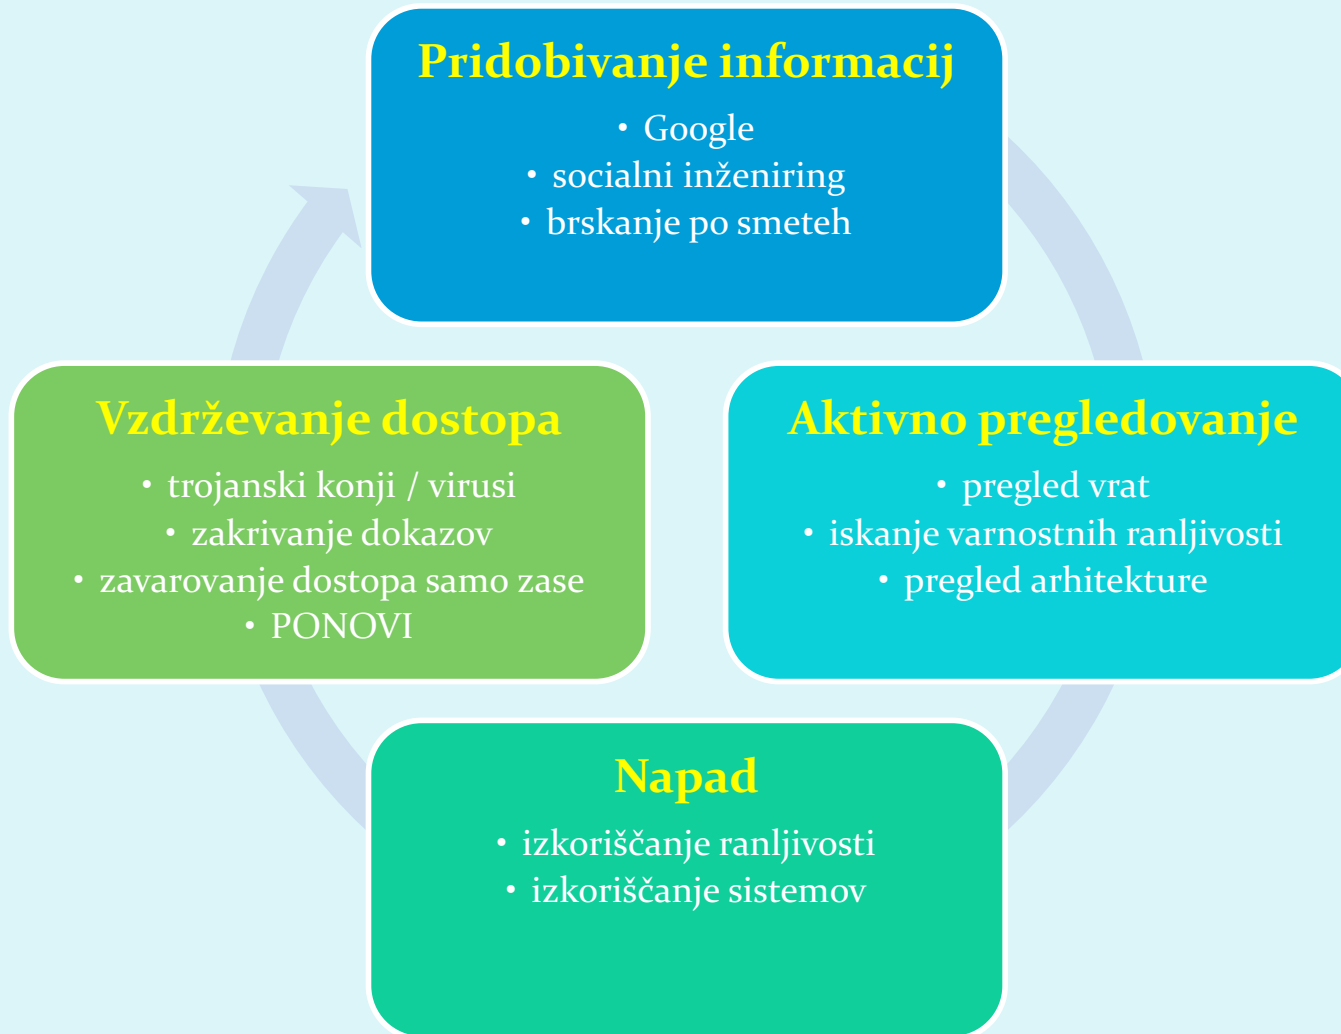 Pridobivanje informacij
• Google
• socialni inženiring
• brskanje po smeteh
Aktivno pregledovanje
• pregled vrat
• iskanje varnostnih ranljivosti
• pregled arhitekture
Napad
• izkoriščanje ranljivosti
• izkoriščanje sistemov
Vzdrževanje dostopa
• trojanski konji / virusi
• zakrivanje dokazov
• zavarovanje dostopa samo zase
• PONOVI